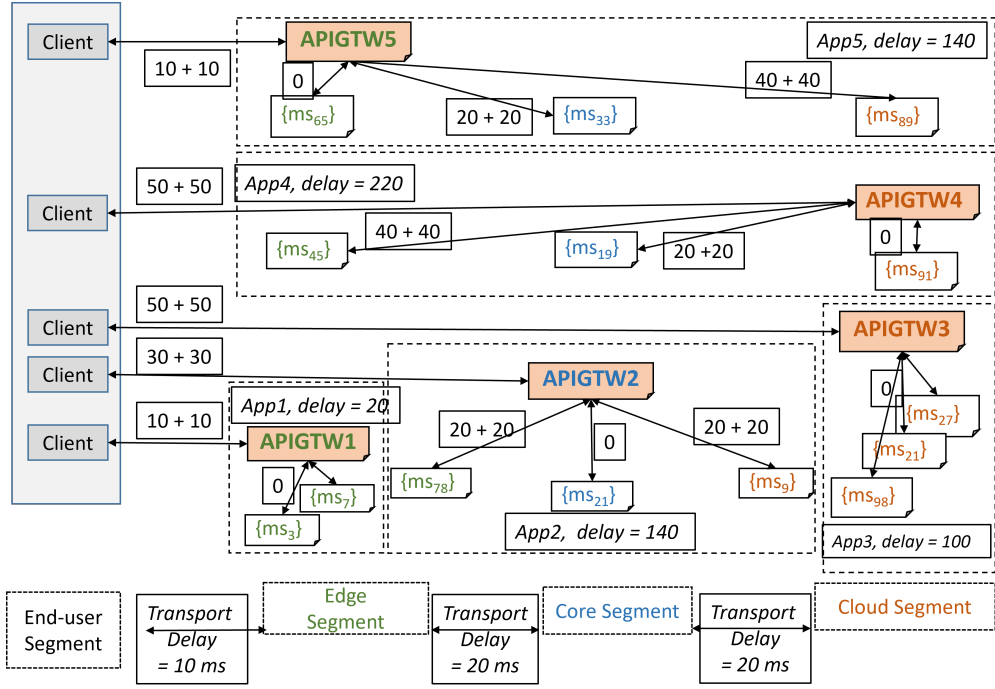 Client
APIGTW5
App5, delay = 140
10 + 10
0
40 + 40
{ms65}
20 + 20
{ms33}
{ms89}
50 + 50
App4, delay = 220
Client
APIGTW4
40 + 40
0
{ms45}
{ms19}
20 +20
{ms91}
50 + 50
Client
APIGTW3
30 + 30
Client
APIGTW2
0
App1, delay = 20
{ms27}
10 + 10
20 + 20
0
20 + 20
Client
APIGTW1
{ms21}
0
{ms7}
{ms78}
{ms21}
{ms9}
{ms98}
{ms3}
App2, delay = 140
App3, delay = 100
End-user
Segment
Transport
Delay
= 10 ms
Edge
Segment
Transport
Delay
= 20 ms
Core Segment
Transport
Delay
= 20 ms
Cloud Segment